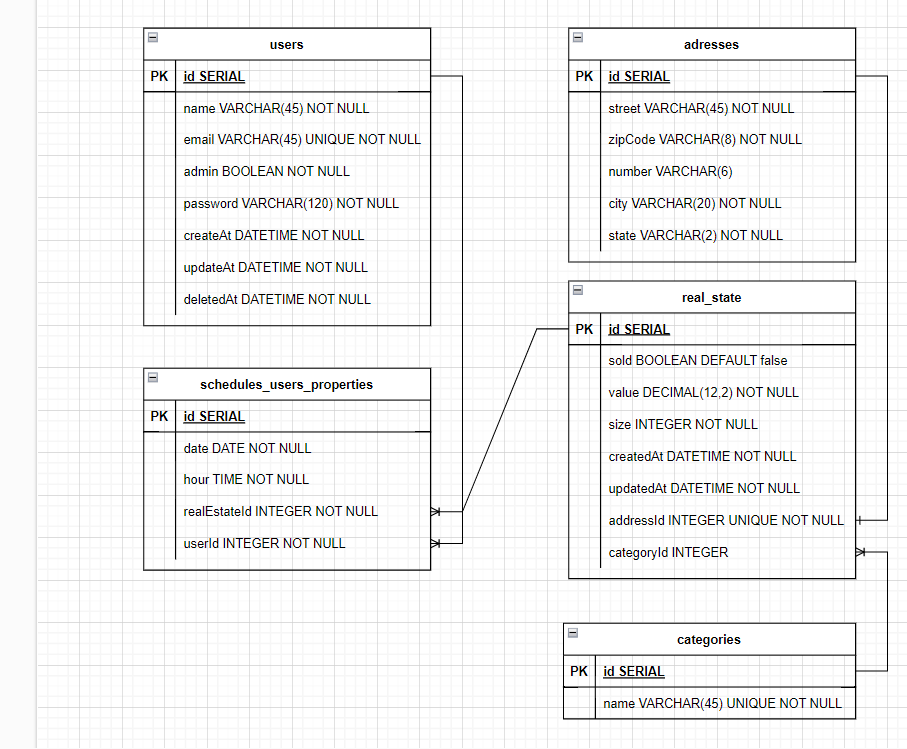 users
PK id SERIAL
name VARCHAR(45) NOT NULL
email VARCHAR(45) UNIQUE NOT NULL
admin BOOLEAN NOT NULL
password VARCHAR(120) NOT NULL
createAt DATETIME NOT NULL
updateAt DATETIME NOT NULL
deletedAt DATETIME NOT NULL
adresses
PK id SERIAL
street VARCHAR(45) NOT NULL
zipCode VARCHAR(8) NOT NULL
number VARCHAR(6)
city VARCHAR(20) NOT NULL
state VARCHAR(2) NOT NULL
schedules_users_properties
PK id SERIAL
date DATE NOT NULL
hour TIME NOT NULL
realEstateId INTEGER NOT NULL
userId INTEGER NOT NULL
real_state
PK id SERIAL
sold BOOLEAN DEFAULT false
value DECIMAL(12,2) NOT NULL
size INTEGER NOT NULL
createdAt DATETIME NOT NULL
updatedAt DATETIME NOT NULL
addressId INTEGER UNIQUE NOT NULL
categoryId INTEGER
categories
PK id SERIAL
name VARCHAR(45) UNIQUE NOT NULL